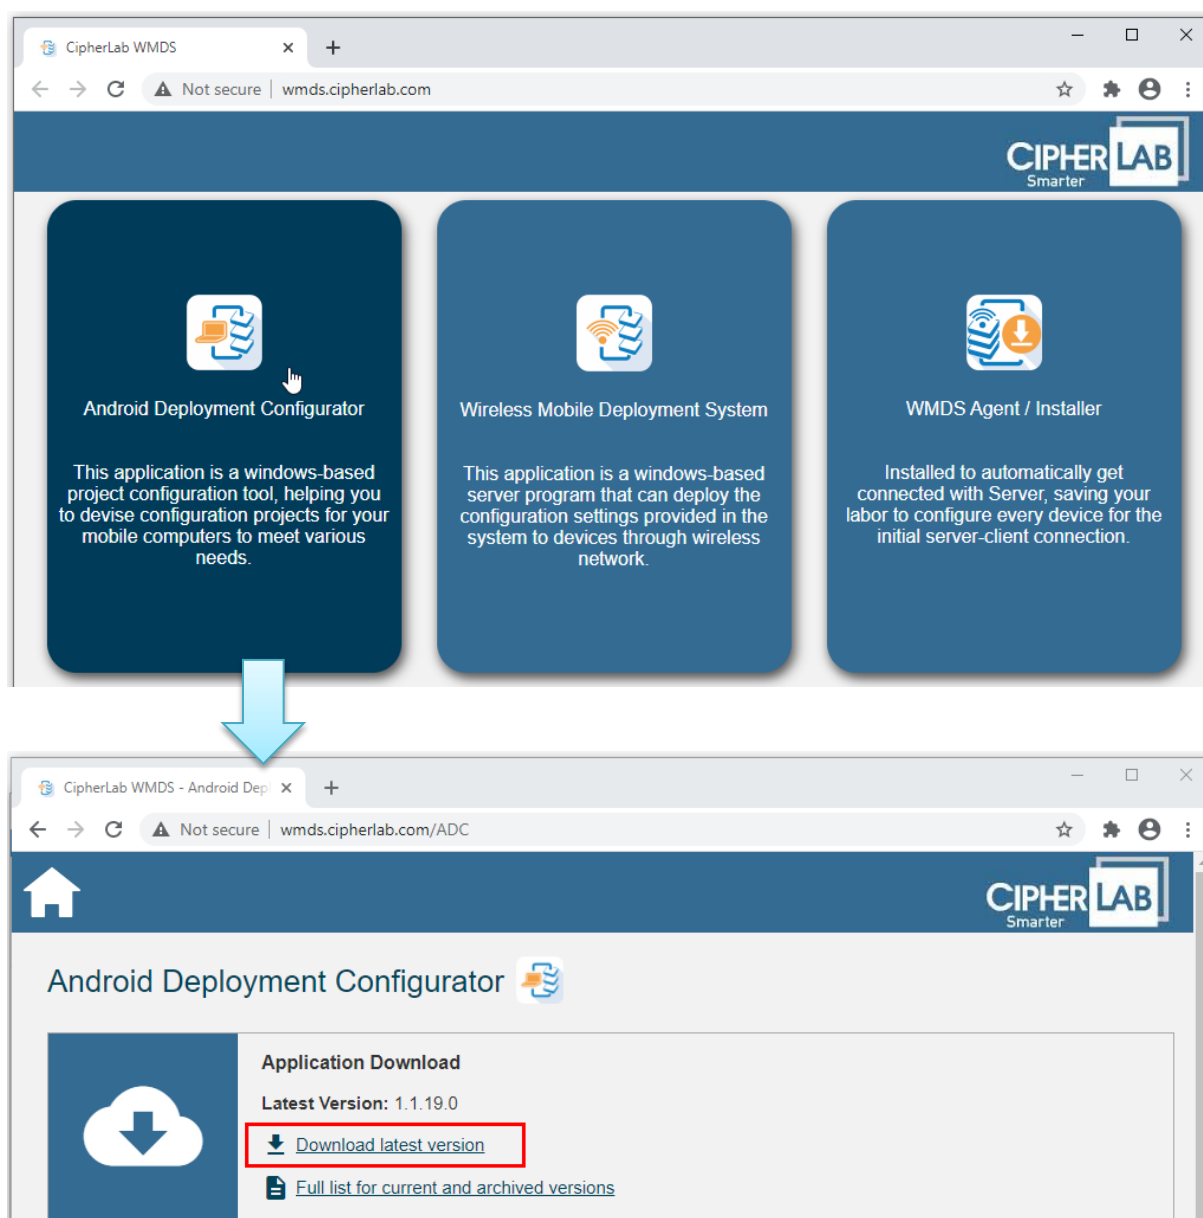 CipherLab WMDS
Not secure | wmds.cipherlab.com
CIPHERLAB
Smarter
Android Deployment Configurator
This application is a windows-based
project configuration tool, helping you
to devise configuration projects for your
mobile computers to meet various
needs.
Wireless Mobile Deployment System
This application is a windows-based
server program that can deploy the
configuration settings provided in the
system to devices through wireless
network.
WMDS Agent / Installer
Installed to automatically get
connected with Server, saving your
labor to configure every device for the
initial server-client connection.
CipherLab WMDS - Android Dep
Not secure | wmds.cipherlab.com/ADC
CIPHERLAB
Smarter
Android Deployment Configurator
Application Download
Latest Version: 1.1.19.0
Download latest version
Full list for current and archived versions